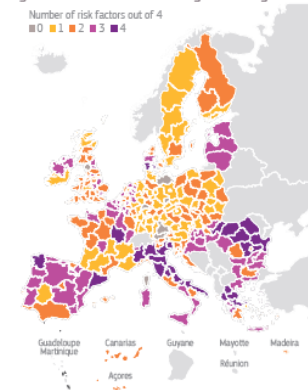 Number of risk factors out of 4
0 1 2 3 4
Guadeloupe
Martinique
Canarias
Guyane
Mayotte
Madeira
Réunion
Açores